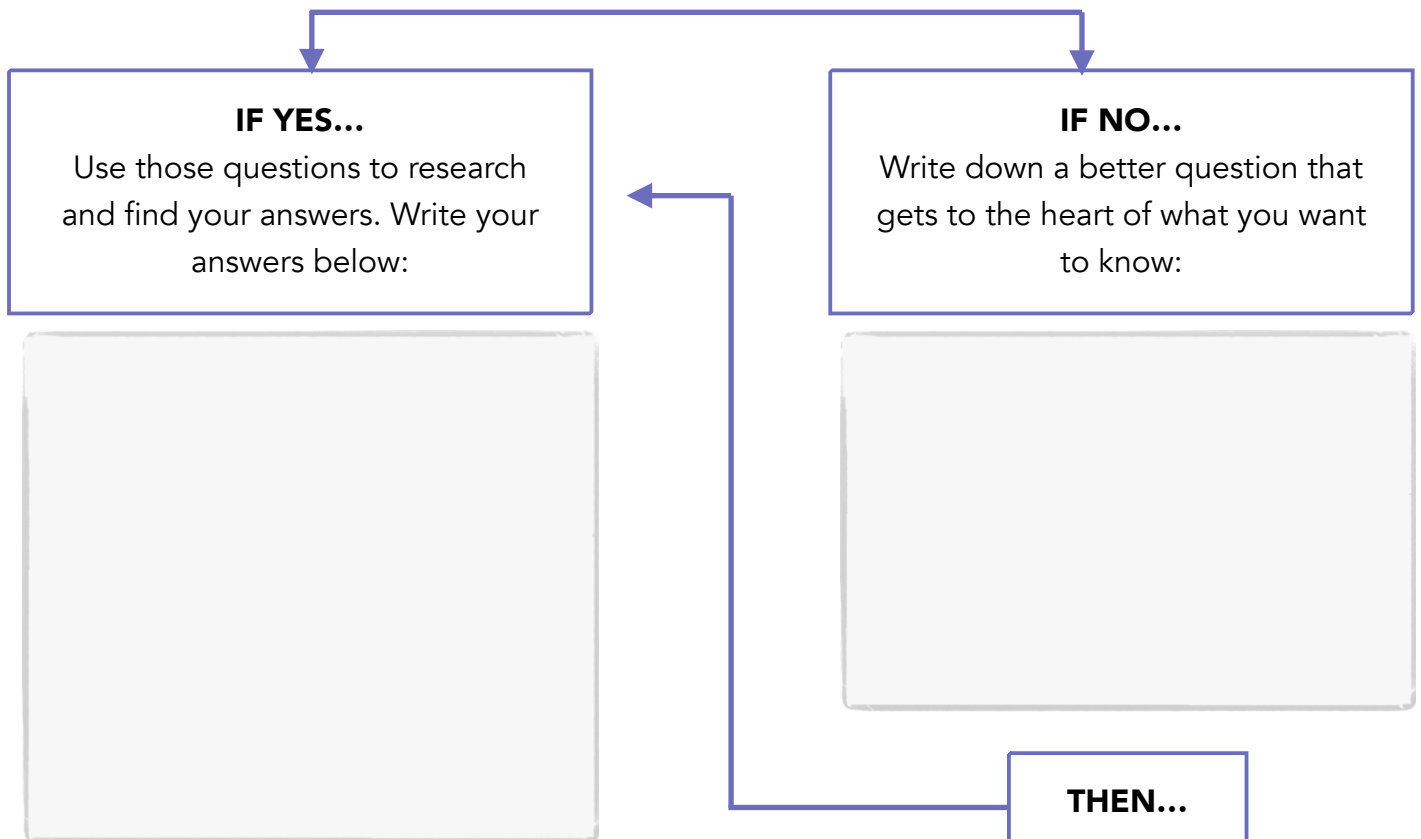 IF YES...
Use those questions to research
and find your answers. Write your
answers below:
IF NO...
Write down a better question that
gets to the heart of what you want
to know:
THEN...